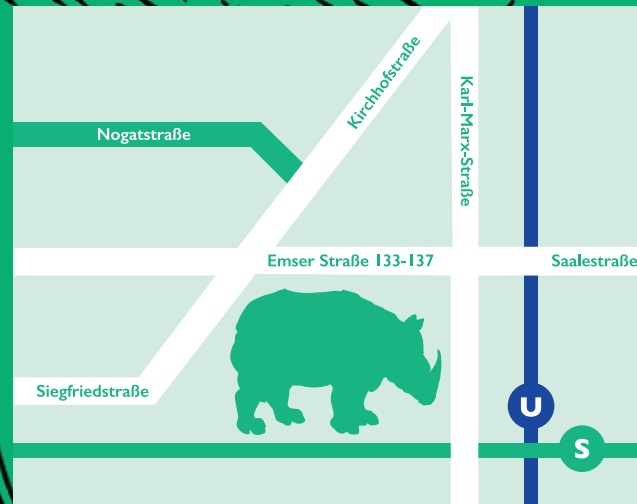 Kirchhofstraße
Karl-Marx-Straße
Nogatstraße
Emser Straße 133-137
Saalestraße
Siegfriedstraße
U
S